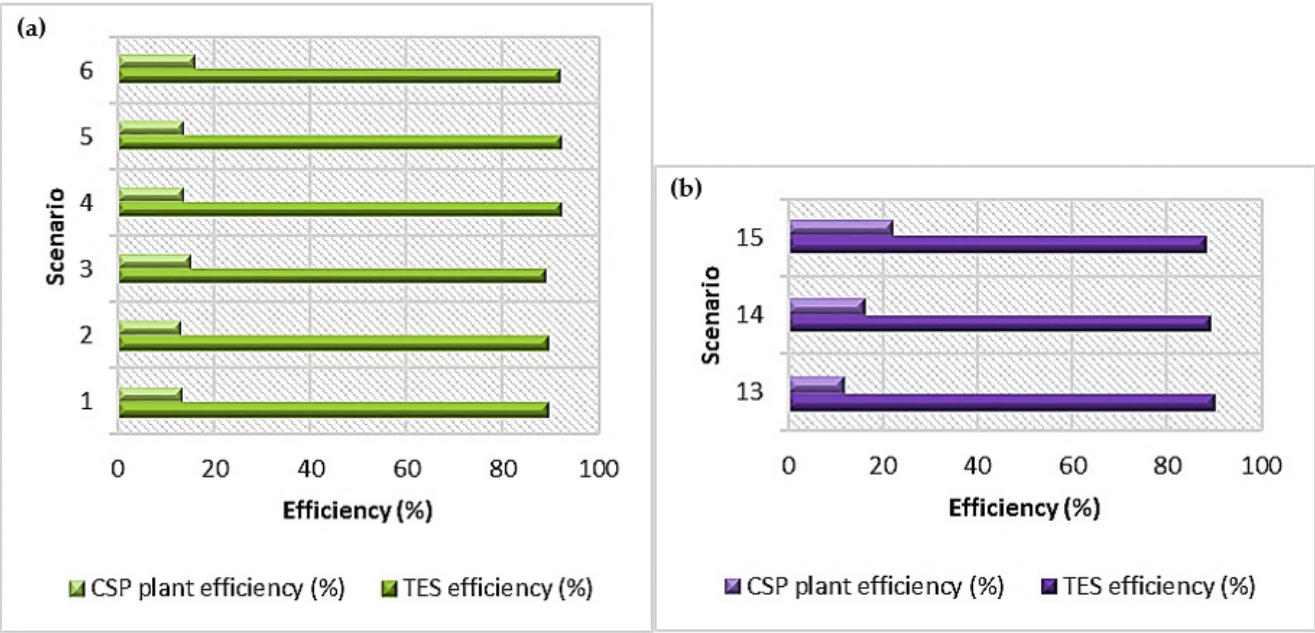 (a)
6
5
4
3
2
1
Scenario
0 20 40 60 80 100
Efficiency (%)
CSP plant efficiency (%) TES efficiency (%)
(b)
15
14
13
Scenario
0 20 40 60 80 100
Efficiency (%)
CSP plant efficiency (%) TES efficiency (%)